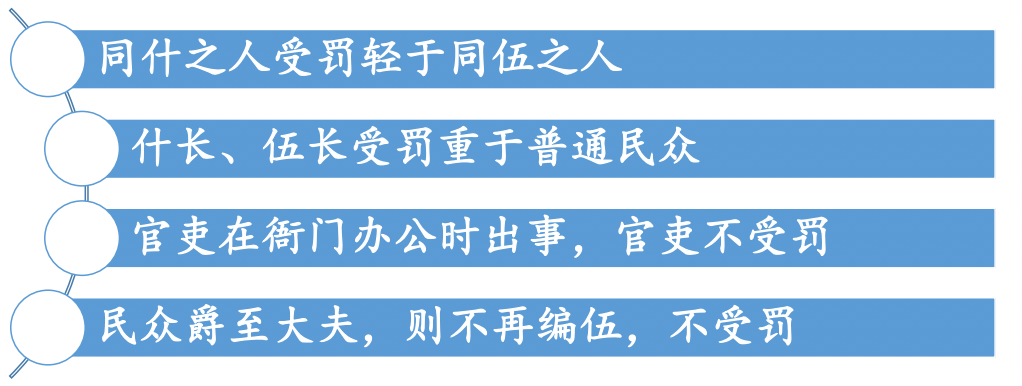 同什之人受罚轻于同伍之人
什长、伍长受罚重于普通民众
官吏在衙门办公时出事，官吏不受罚
民众爵至大夫，则不再编伍，不受罚